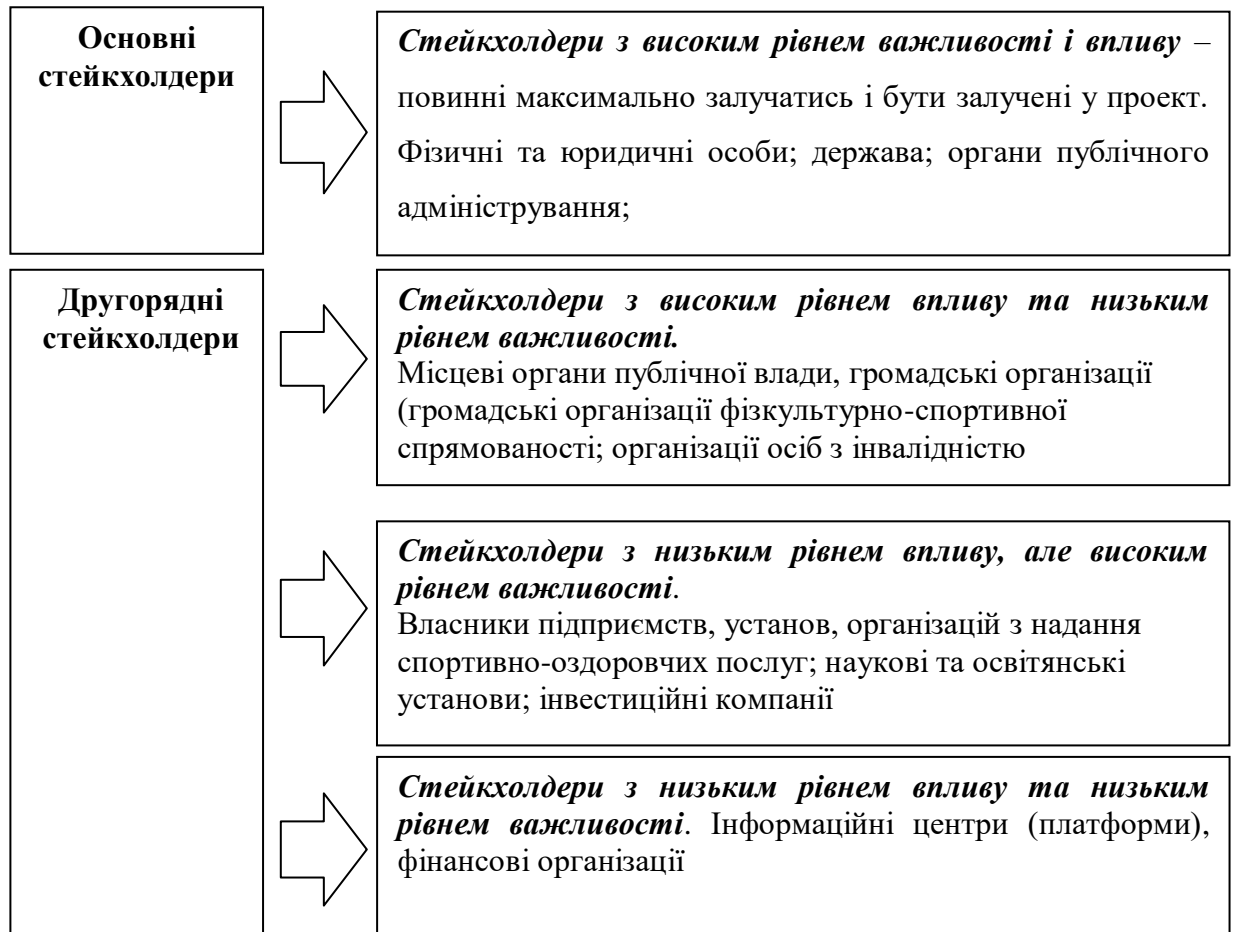 Основні
стейкхолдери
Стейкхолдери з високим рівнем важливості і впливу –
повинні максимально залучатись і бути залучені у проект.
Фізичні та юридичні особи; держава; органи публічного
адміністрування;
Другорядні
стейкхолдери
Стейкхолдери з високим рівнем впливу та низьким
рівнем важливості.
Місцеві органи публічної влади, громадські організації
(громадські організації фізкультурно-спортивної
спрямованості; організації осіб з інвалідністю
Стейкхолдери з низьким рівнем впливу, але високим
рівнем важливості.
Власники підприємств, установ, організацій з надання
спортивно-оздоровчих послуг; наукові та освітянські
установи; інвестиційні компанії
Стейкхолдери з низьким рівнем впливу та низьким
рівнем важливості. Інформаційні центри (платформи),
фінансові організації